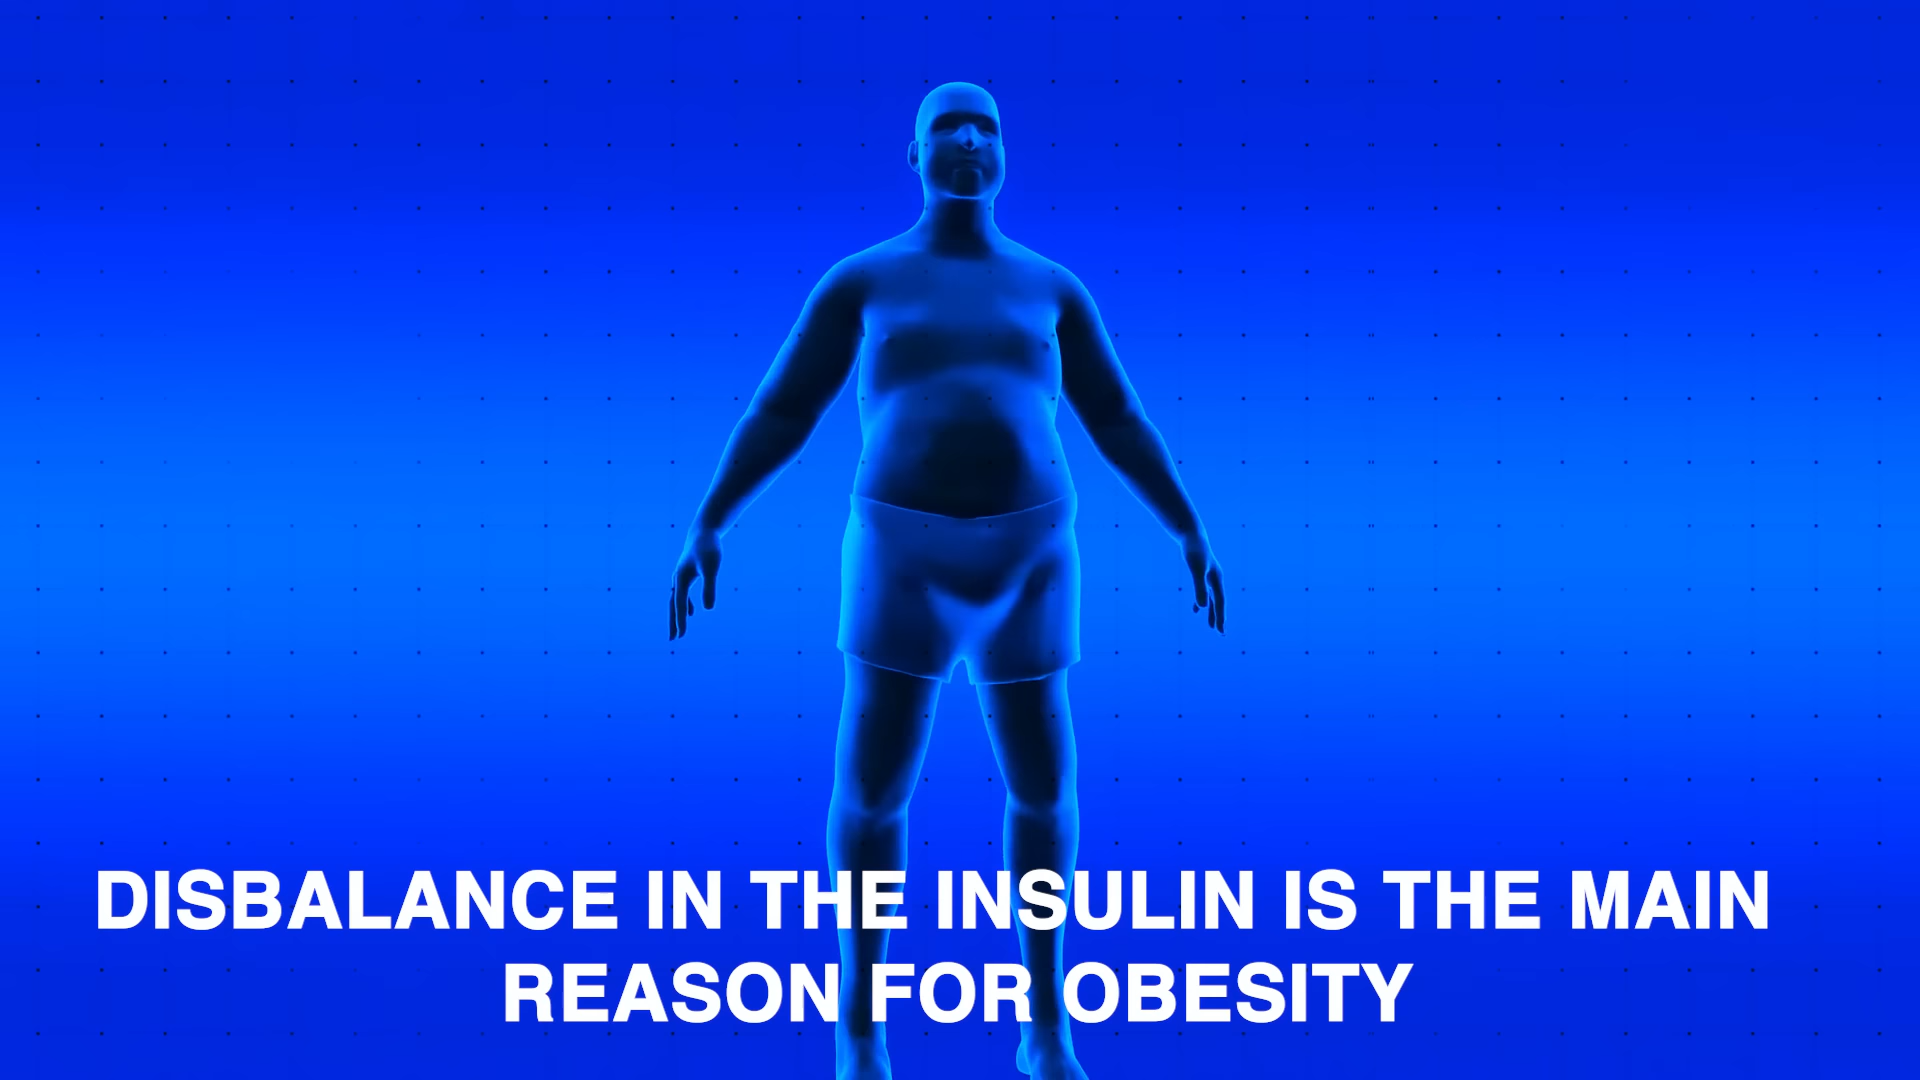 DISBALANCE IN THE INSULIN IS THE MAIN
REASON FOR OBESITY